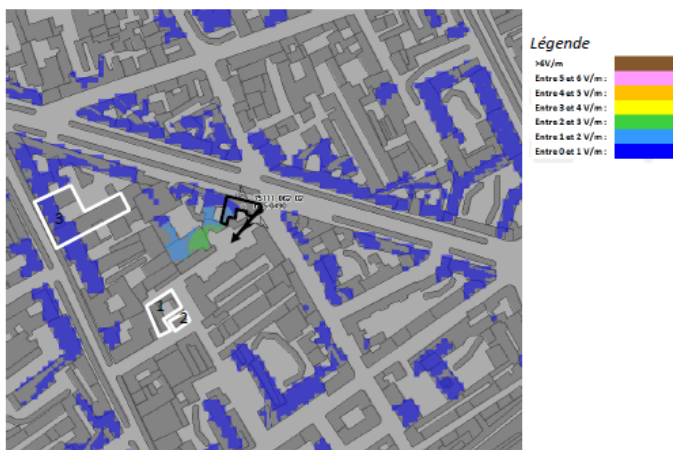 Légende
>6V/m
Entre 5 et 6 V/m :
Entre 4 et 5 V/m :
Entre 3 et 4 V/m :
Entre 2 et 3 V/m :
Entre 1 et 2 V/m :
Entre 0 et 1 V/m :
75111_062_02
3
1
2